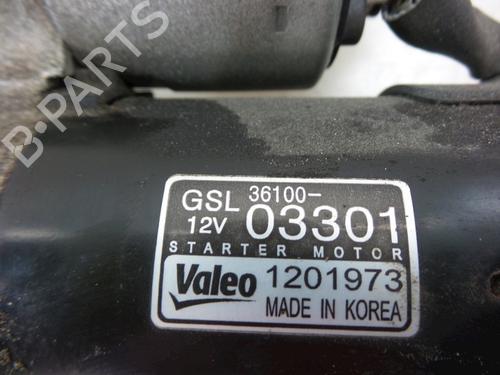 B-PARTS
GSL 36100-
12V 03301
STARTER MOTOR
Valeo 1201973
MADE IN KOREA